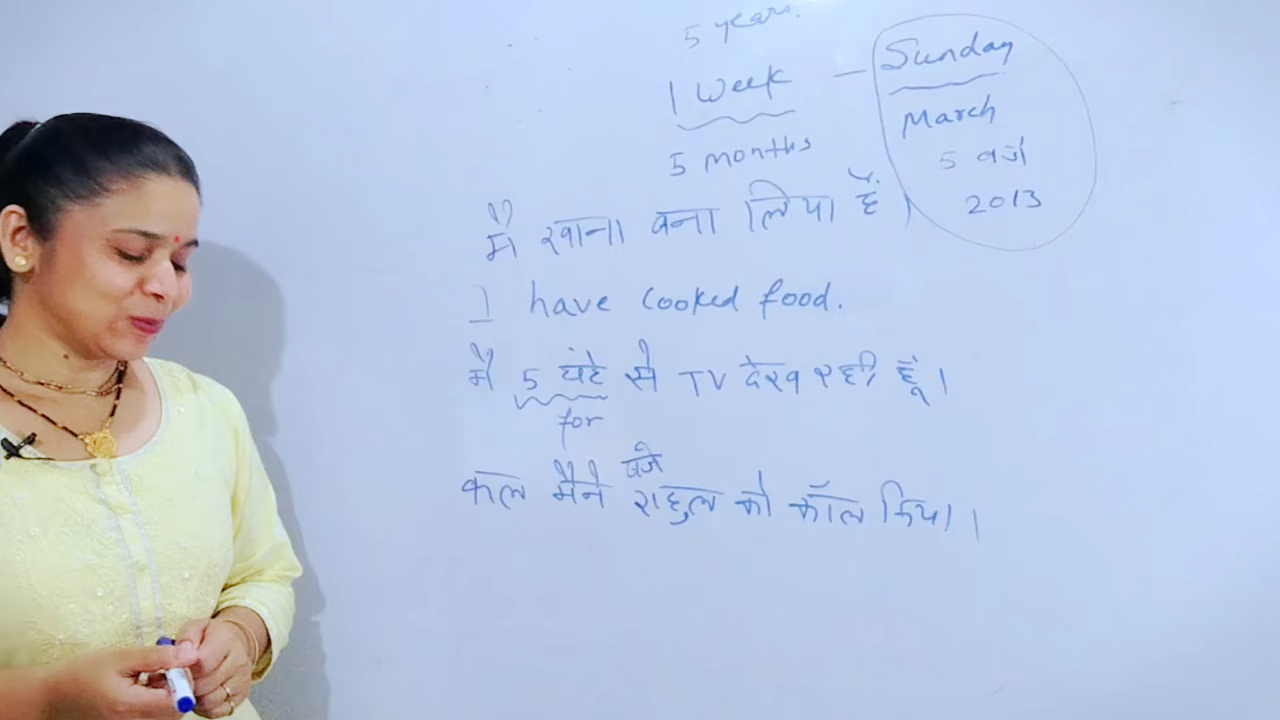 5 years.
1 Week — Sunday
March
5 months
5 बजे
2013
मैं खाना बना लिया है।
I have cooked food.
मैं 5 घंटे से TV देख रही हूँ।
for
बजे
कल मैंने राहुल को कॉल किया।